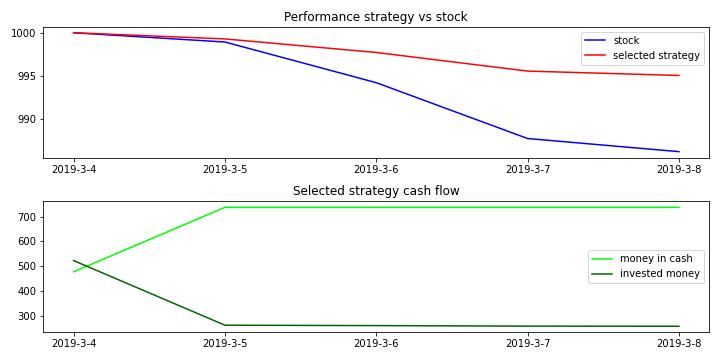 Performance strategy vs stock
1000
995
990
stock
selected strategy
2019-3-4 2019-3-5 2019-3-6 2019-3-7 2019-3-8
Selected strategy cash flow
700
600
500
400
300
money in cash
invested money
2019-3-4 2019-3-5 2019-3-6 2019-3-7 2019-3-8